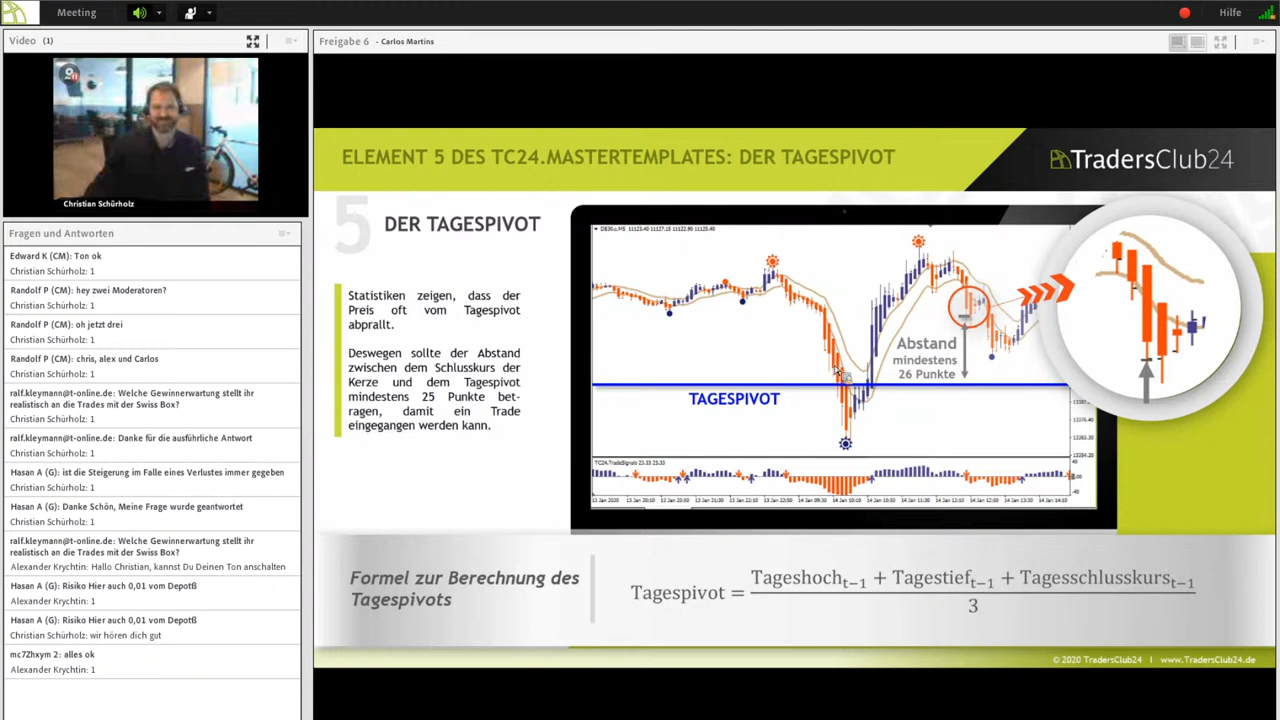 Meeting
Hilfe
Video (1)
Christian Schürholz
Fragen und Antworten
Edward K (CM): Ton ok
Christian Schürholz: 1
Randolf P (CM): hey zwei Moderatoren?
Christian Schürholz: 1
Randolf P (CM): oh jetzt drei
Christian Schürholz: 1
Randolf P (CM): chris, alex und Carlos
Christian Schürholz: 1
ralf.kleymann@t-online.de: Welche Gewinnerwartung stellt ihr
realistisch an die Trades mit der Swiss Box?
Christian Schürholz: 1
ralf.kleymann@t-online.de: Danke für die ausführliche Antwort
Christian Schürholz: 1
Hasan A (G): ist die Steigerung im Falle eines Verlustes immer gegeben
Christian Schürholz: 1
Hasan A (G): Danke Schön, Meine Frage wurde geantwortet
Christian Schürholz: 1
ralf.kleymann@t-online.de: Welche Gewinnerwartung stellt ihr
realistisch an die Trades mit der Swiss Box?
Alexander Krychtin: Hallo Christian, kannst Du Deinen Ton anschalten
Hasan A (G): Risiko Hier auch 0,01 vom Depotß
Alexander Krychtin: 1
Hasan A (G): Risiko Hier auch 0,01 vom Depotß
Christian Schürholz: wir hören dich gut
mc7Zhxym 2: alles ok
Alexander Krychtin: 1
Freigabe 6 - Carlos Martins
ELEMENT 5 DES TC24.MASTERTEMPLATES: DER TAGESPIVOT
TradersClub24
5
DER TAGESPIVOT
Statistiken zeigen, dass der
Preis oft vom Tagespivot
abprallt.
Deswegen sollte der Abstand
zwischen dem Schlusskurs der
Kerze und dem Tagespivot
mindestens 25 Punkte bet-
ragen, damit ein Trade
eingegangen werden kann.
Abstand
mindestens
26 Punkte
TAGESPIVOT
TC24.TradeSignals 23.33 23.33
Formel zur Berechnung des
Tagespivots
Tagespivot = (Tageshoch t−1 + Tagestief t−1 + Tagesschlusskurs t−1) / 3
© 2020 TradersClub24 | www.TradersClub24.de